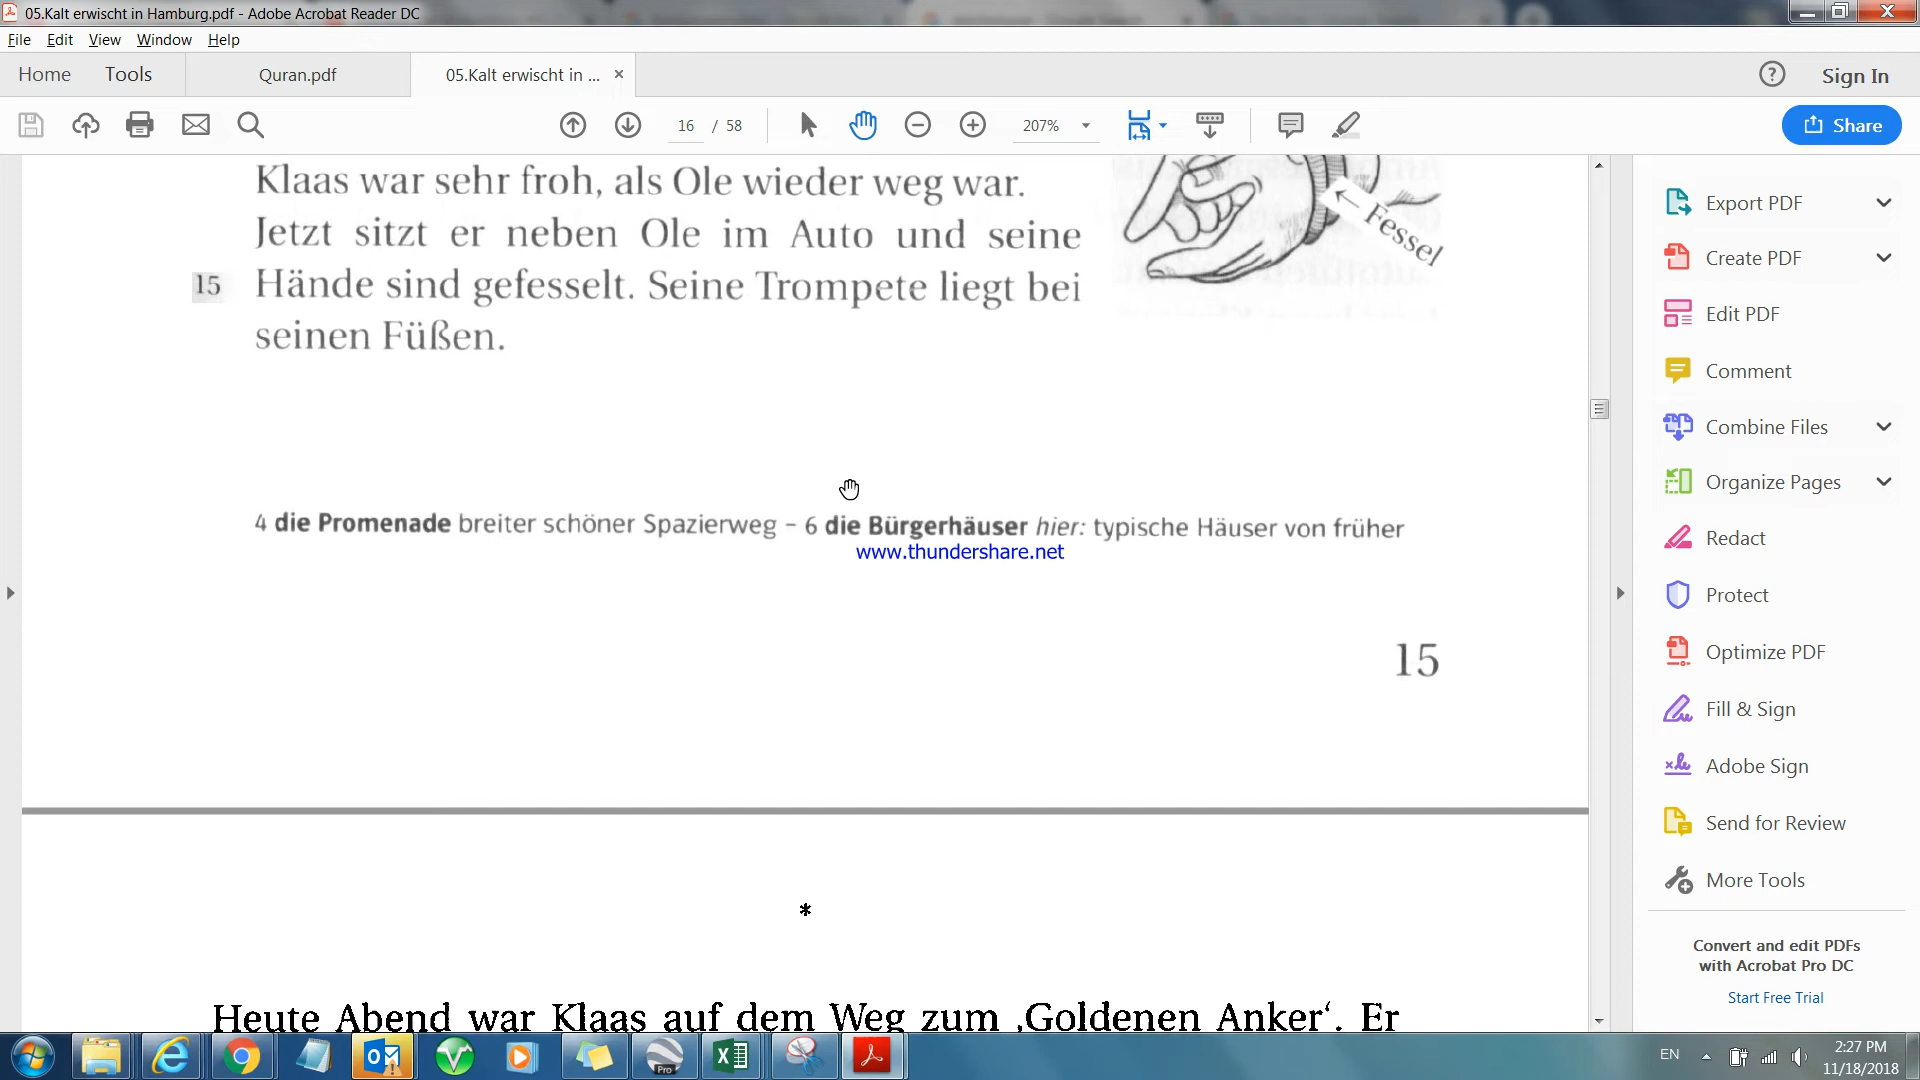 05.Kalt erwischt in Hamburg.pdf - Adobe Acrobat Reader DC
File Edit View Window Help
Home Tools Quran.pdf 05.Kalt erwischt in ... × Sign In
16 / 58 207% Share
Klaas war sehr froh, als Ole wieder weg war.
Jetzt sitzt er neben Ole im Auto und seine
15 Hände sind gefesselt. Seine Trompete liegt bei
seinen Füßen.
← Fessel
4 die Promenade breiter schöner Spazierweg – 6 die Bürgerhäuser hier: typische Häuser von früher
www.thundershare.net
15
*
Heute Abend war Klaas auf dem Weg zum ‚Goldenen Anker‘. Er
Export PDF
Create PDF
Edit PDF
Comment
Combine Files
Organize Pages
Redact
Protect
Optimize PDF
Fill & Sign
Adobe Sign
Send for Review
More Tools
Convert and edit PDFs
with Acrobat Pro DC
Start Free Trial
Pro
EN
2:27 PM
11/18/2018